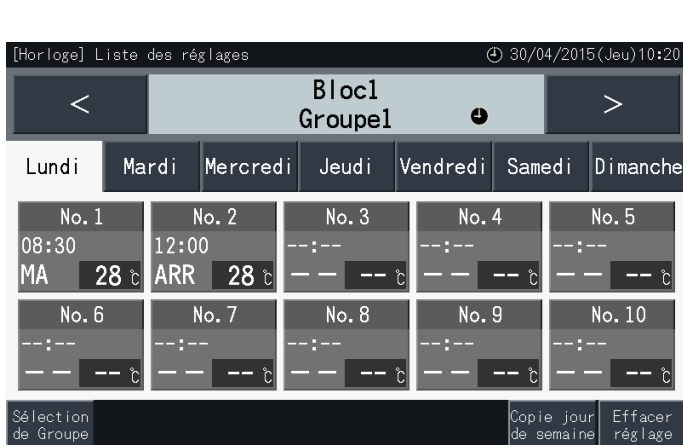 [Horloge] Liste des réglages 30/04/2015(Jeu)10:20
< Bloc1 >
Groupe1
Lundi Mardi Mercredi Jeudi Vendredi Samedi Dimanche
No.1 No.2 No.3 No.4 No.5
08:30 12:00 --:-- --:-- --:--
MA 28 ℃ ARR 28 ℃ — — -- ℃ — — -- ℃ — — -- ℃
No.6 No.7 No.8 No.9 No.10
--:-- --:-- --:-- --:-- --:--
— — -- ℃ — — -- ℃ — — -- ℃ — — -- ℃ — — -- ℃
Sélection Copie jour Effacer
de Groupe de semaine réglage